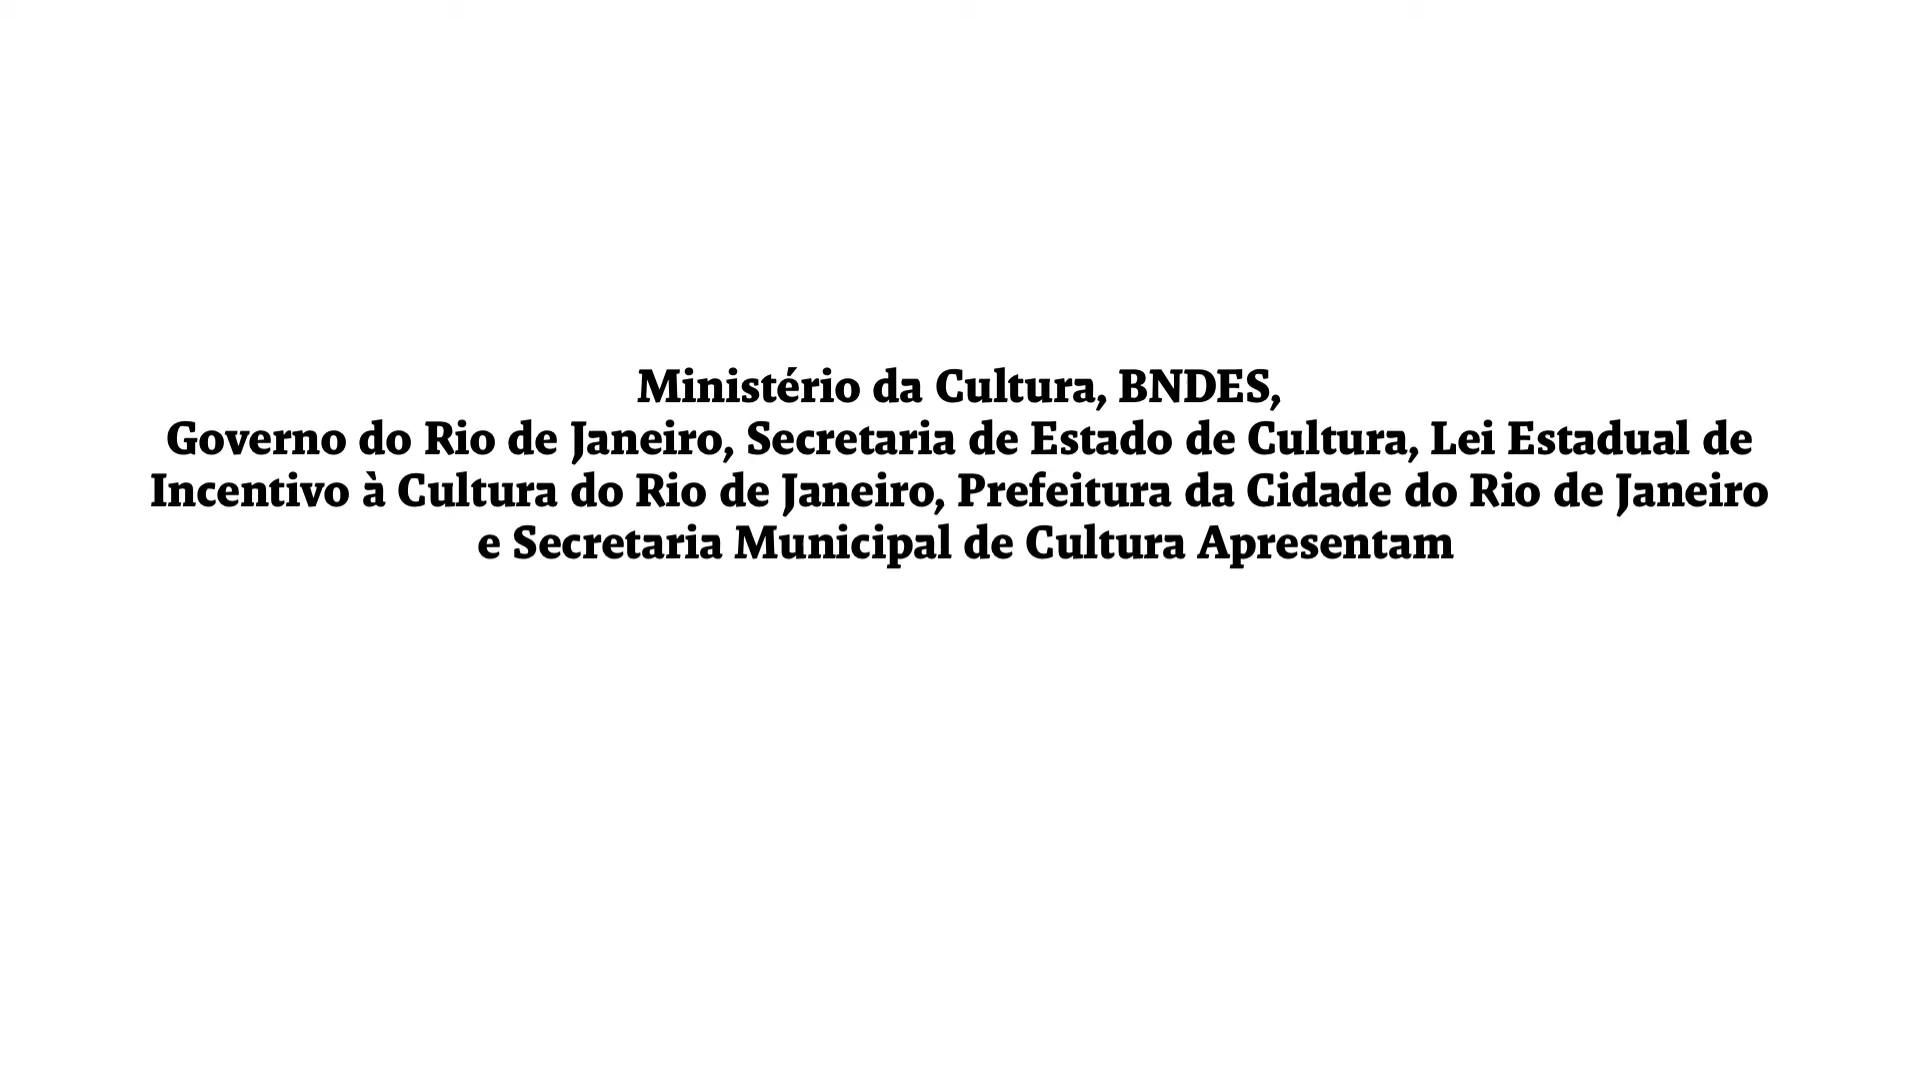 Ministério da Cultura, BNDES,
Governo do Rio de Janeiro, Secretaria de Estado de Cultura, Lei Estadual de
Incentivo à Cultura do Rio de Janeiro, Prefeitura da Cidade do Rio de Janeiro
e Secretaria Municipal de Cultura Apresentam